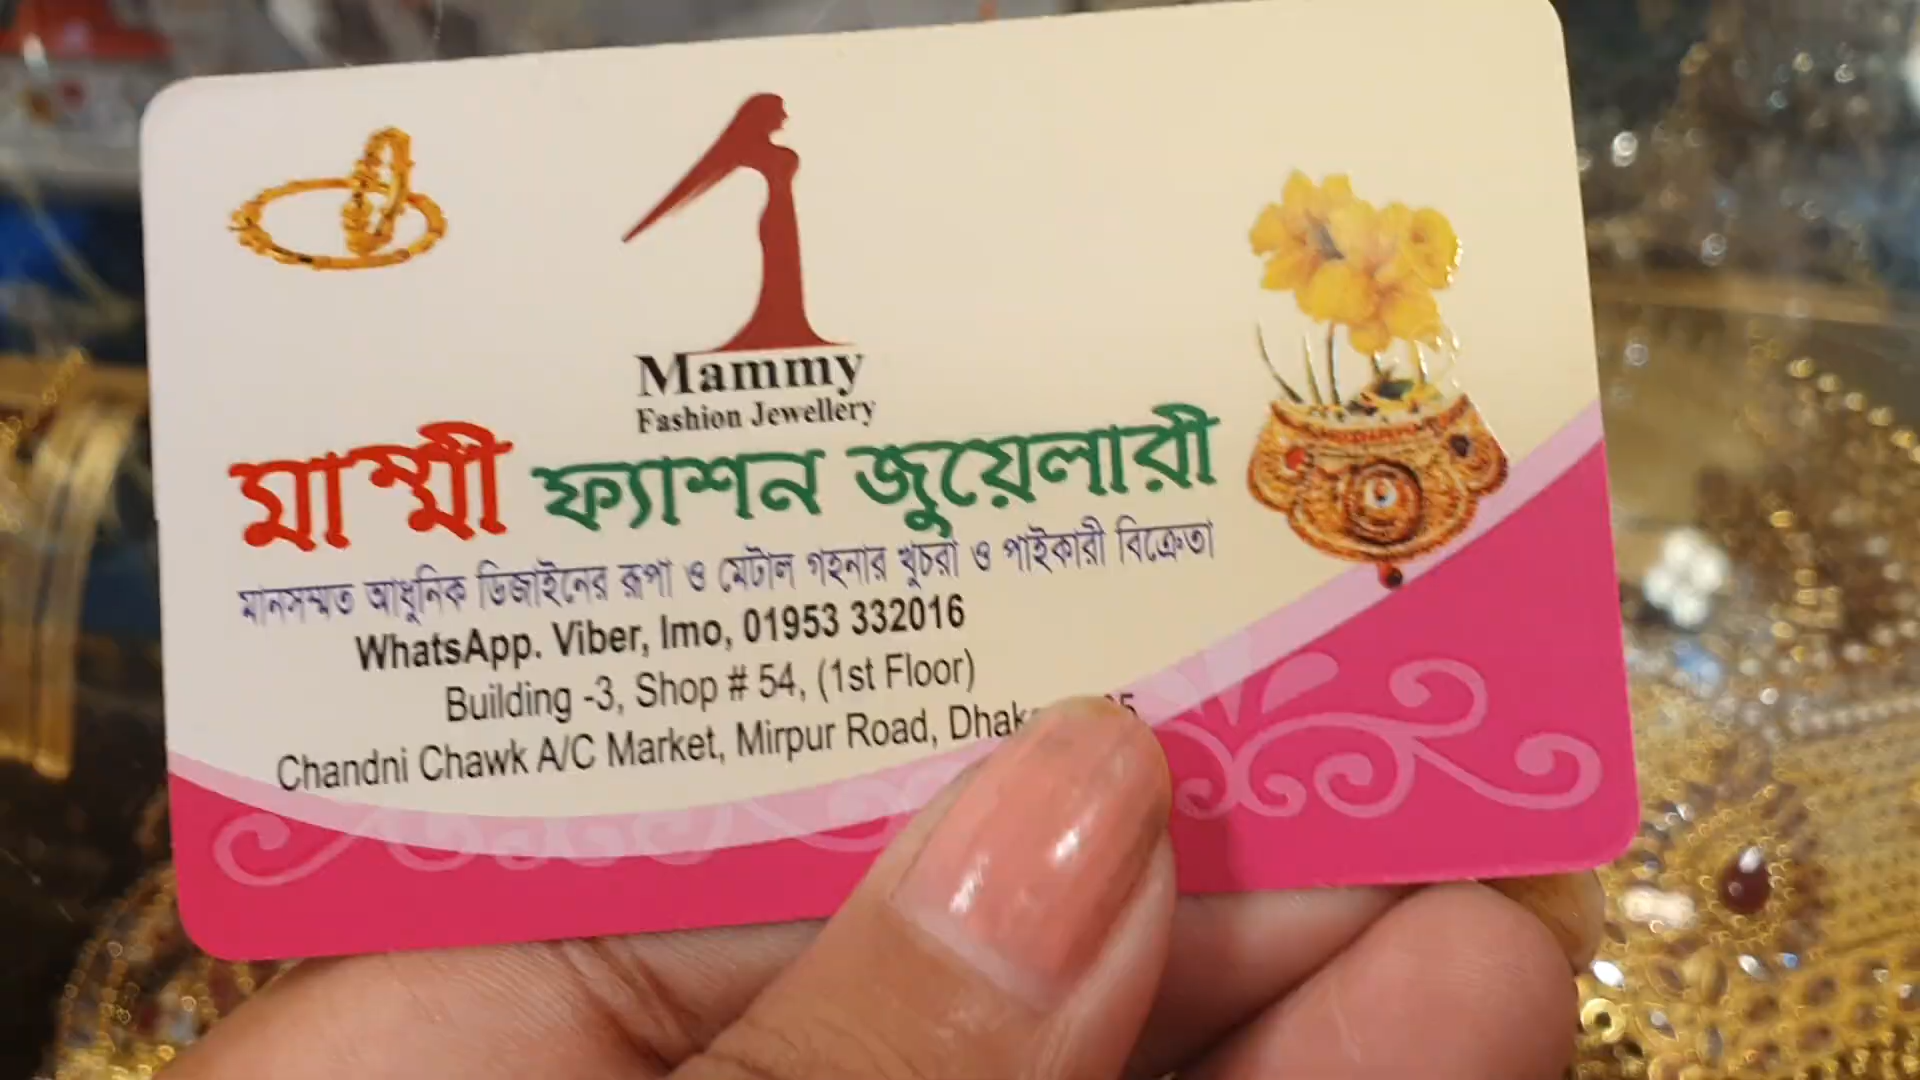 Mammy
Fashion Jewellery
মাম্মী ফ্যাশন জুয়েলারী
মানসম্মত আধুনিক ডিজাইনের রূপা ও মেটাল গহনার খুচরা ও পাইকারী বিক্রেতা
WhatsApp. Viber, Imo, 01953 332016
Building -3, Shop # 54, (1st Floor)
Chandni Chawk A/C Market, Mirpur Road,